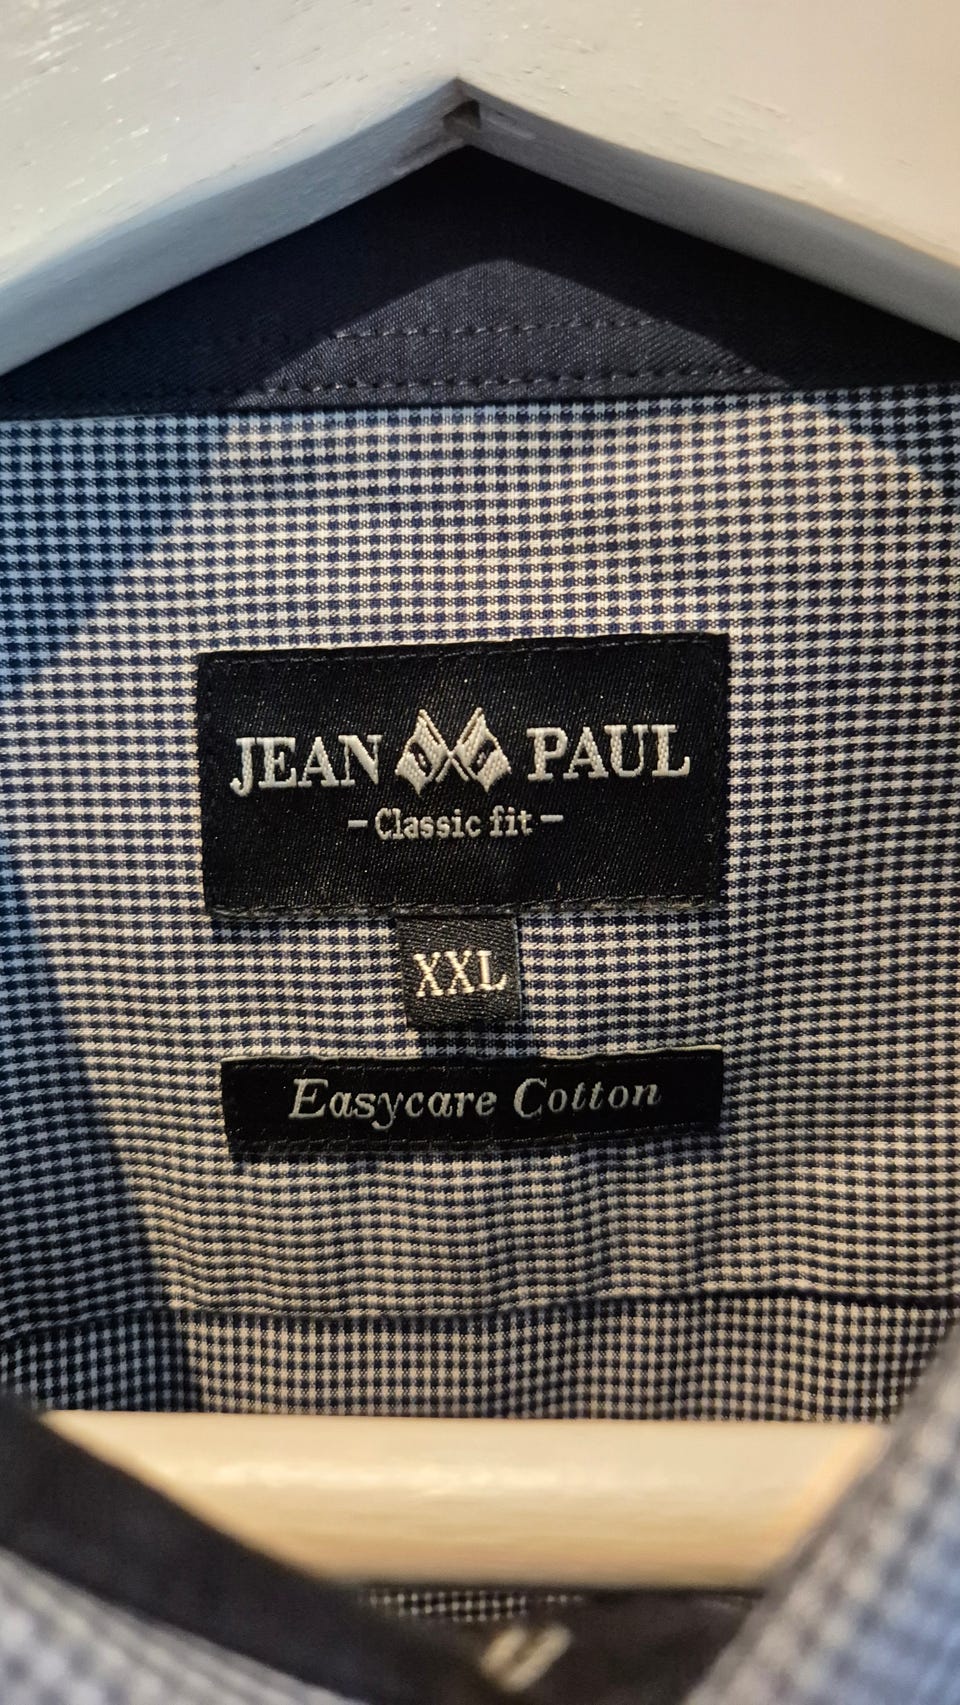 JEAN PAUL
-Classic fit-
XXL
Easycare Cotton